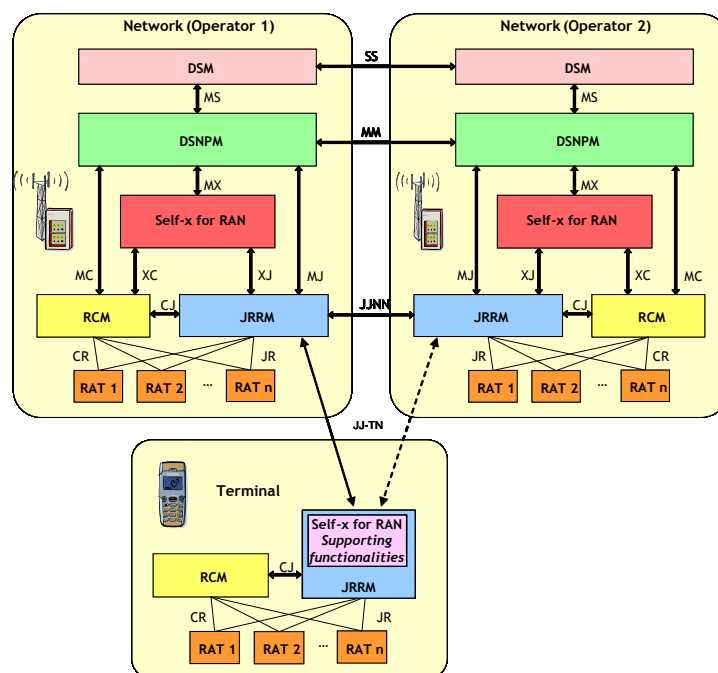 Network (Operator 1)
Network (Operator 2)
SS
DSM
DSM
MS
MS
DSNPM
MM
DSNPM
MX
MX
Self-x for RAN
Self-x for RAN
MC
XC
XJ
MJ
MJ
XJ
XC
MC
RCM
CJ
JRRM
JJ-NN
JRRM
CJ
RCM
CR
JR
JR
CR
RAT 1
RAT 2
...
RAT n
RAT 1
RAT 2
...
RAT n
JJ-TN
Terminal
Self-x for RAN
Supporting
functionalities
RCM
CJ
JRRM
CR
JR
RAT 1
RAT 2
...
RAT n